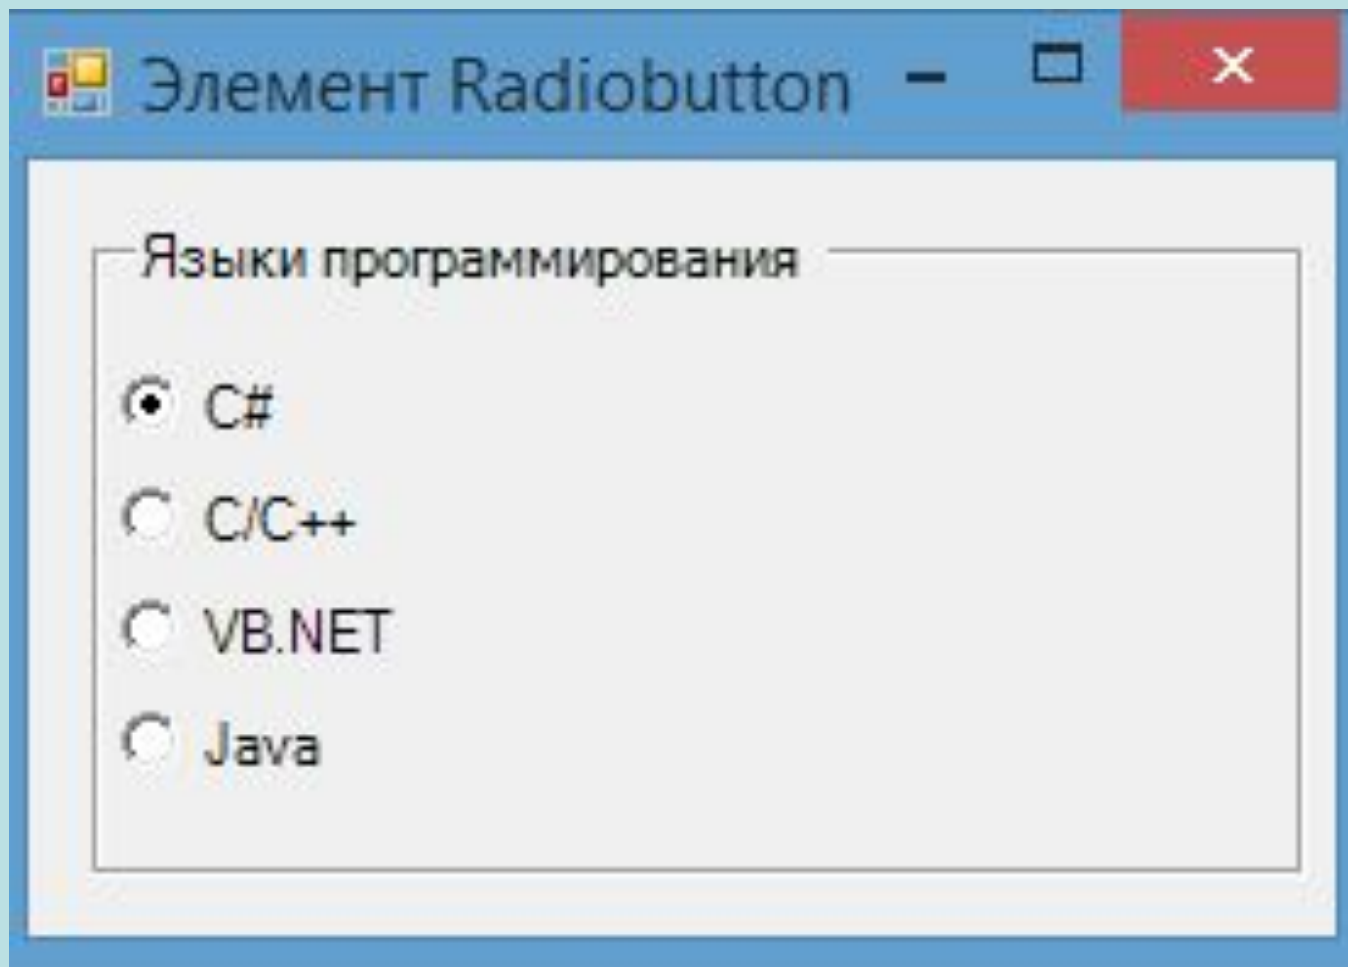 Элемент Radiobutton
Языки программирования
C#
C/C++
VB.NET
Java